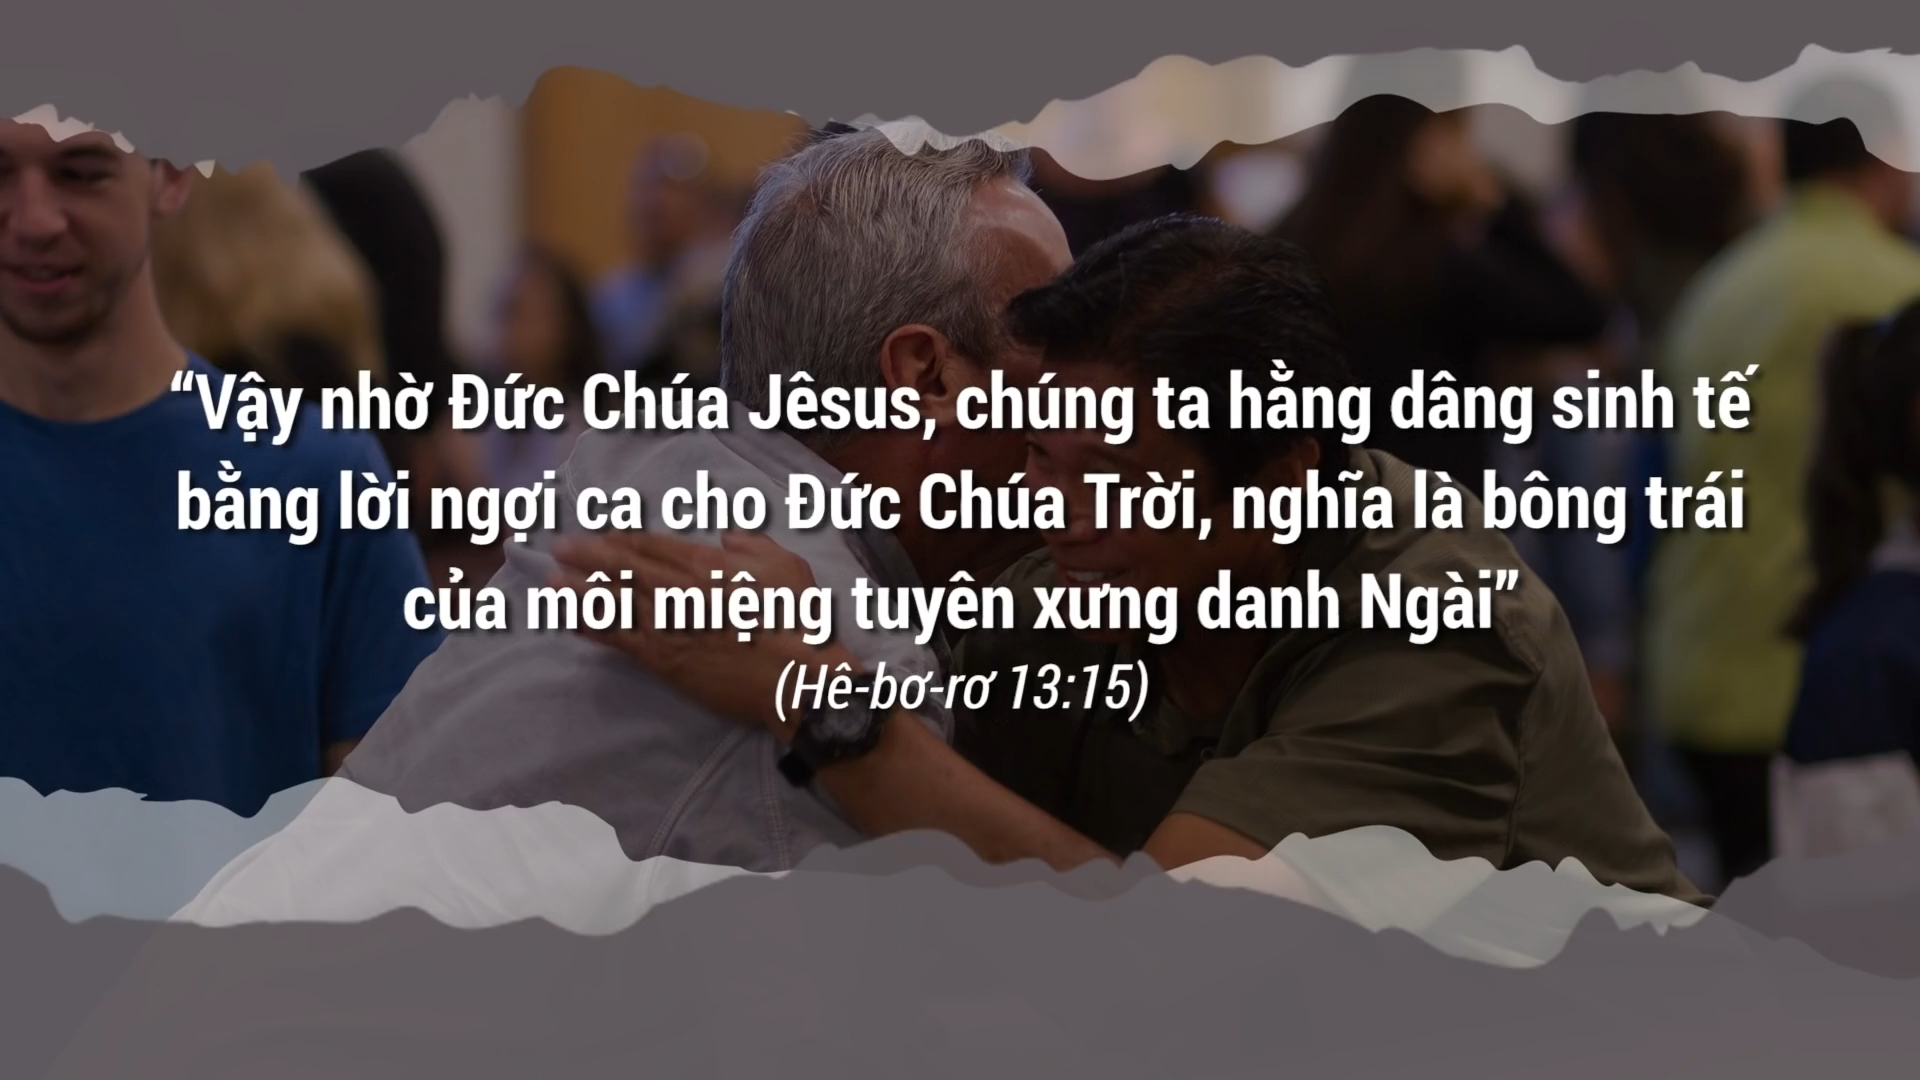 “Vậy nhờ Đức Chúa Jêsus, chúng ta hằng dâng sinh tế
bằng lời ngợi ca cho Đức Chúa Trời, nghĩa là bông trái
của môi miệng tuyên xưng danh Ngài”
(Hê-bơ-rơ 13:15)